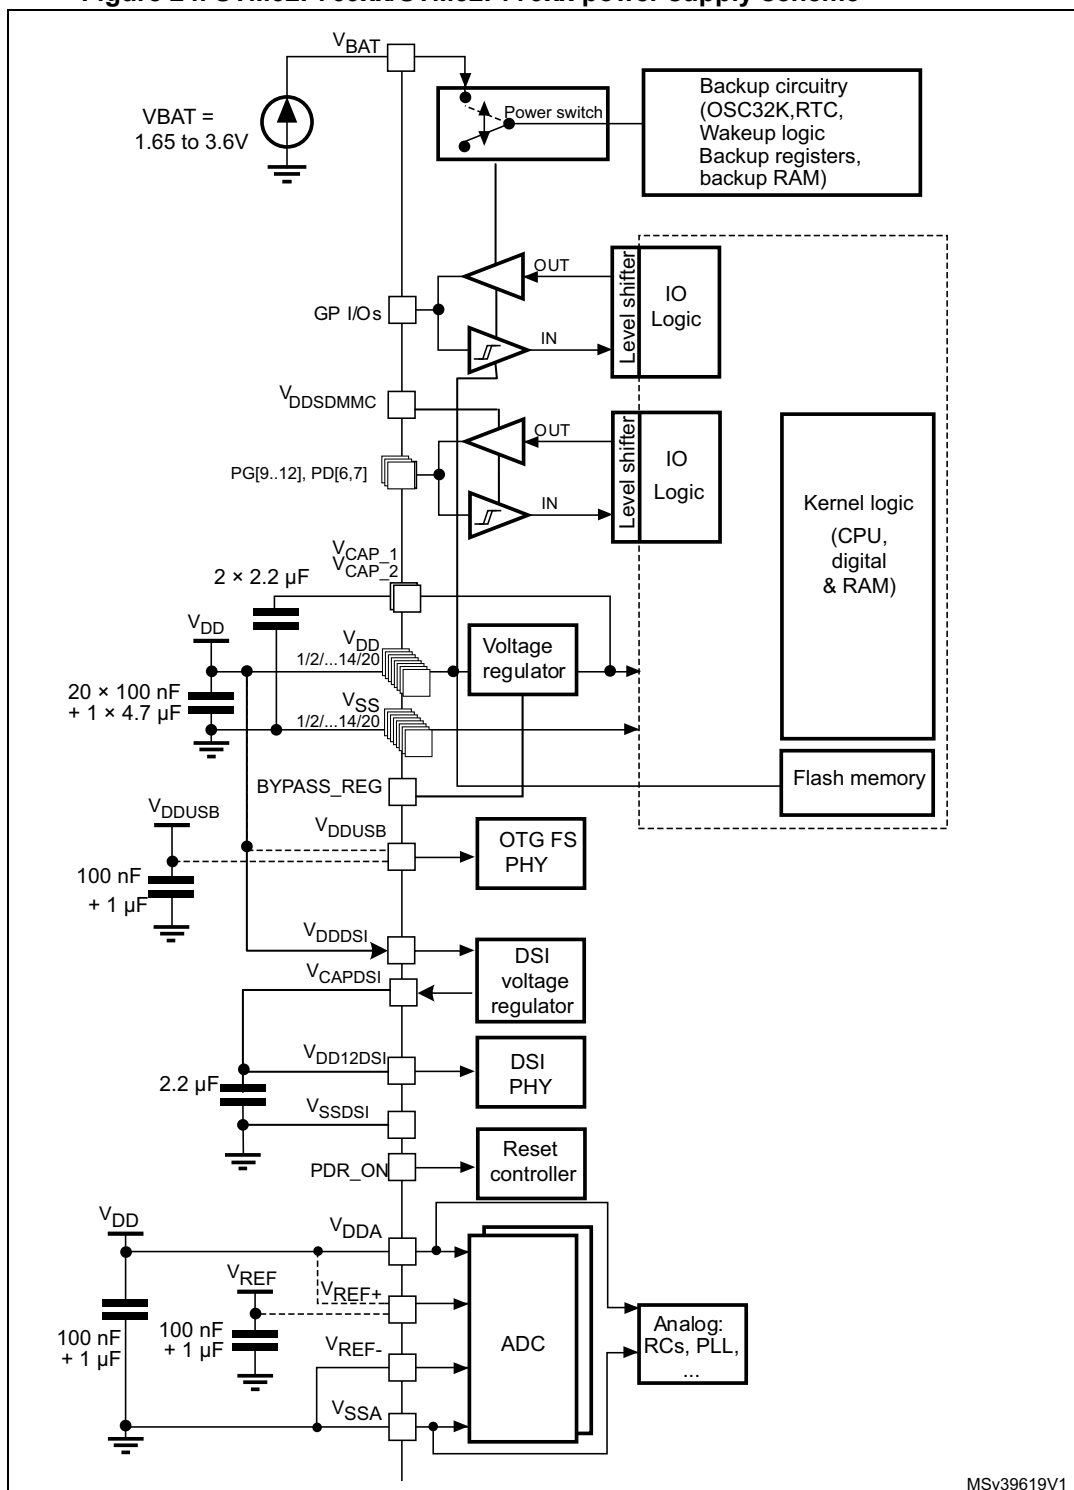 VBAT
VBAT =
1.65 to 3.6V
Power switch
Backup circuitry
(OSC32K,RTC,
Wakeup logic
Backup registers,
backup RAM)
OUT
IN
GP I/Os
Level shifter
IO
Logic
VDDSDMMC
OUT
IN
PG[9..12], PD[6,7]
Level shifter
IO
Logic
Kernel logic
(CPU,
digital
& RAM)
VCAP_1
VCAP_2
2 × 2.2 µF
VDD
VDD
1/2/...14/20
Voltage
regulator
20 × 100 nF
+ 1 × 4.7 µF
VSS
1/2/...14/20
BYPASS_REG
Flash memory
VDDUSB
VDDUSB
OTG FS
PHY
100 nF
+ 1 µF
VDDDSI
DSI
voltage
regulator
VCAPDSI
VDD12DSI
DSI
PHY
2.2 µF
VSSDSI
PDR_ON
Reset
controller
VDD
VDDA
VREF
VREF+
100 nF
+ 1 µF
100 nF
+ 1 µF
VREF-
ADC
Analog:
RCs, PLL,
...
VSSA
MSv39619V1